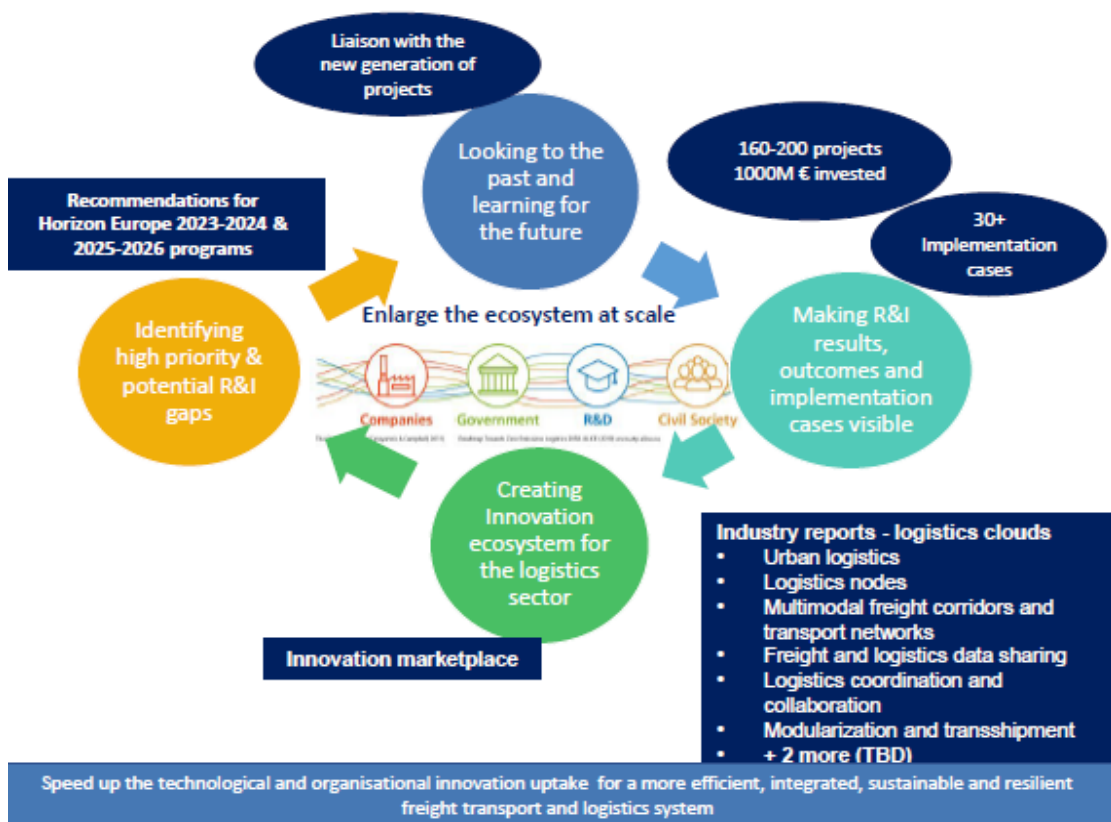 Liaison with the
new generation of
projects
Looking to the
past and
learning for
the future
160-200 projects
1000M € invested
30+
Implementation
cases
Recommendations for
Horizon Europe 2023-2024 &
2025-2026 programs
Identifying
high priority &
potential R&I
gaps
Enlarge the ecosystem at scale
Companies
Government
R&D
Civil Society
Making R&I
results,
outcomes and
implementation
cases visible
Creating
Innovation
ecosystem for
the logistics
sector
Innovation marketplace
Industry reports - logistics clouds
• Urban logistics
• Logistics nodes
• Multimodal freight corridors and
transport networks
• Freight and logistics data sharing
• Logistics coordination and
collaboration
• Modularization and transshipment
• + 2 more (TBD)
Speed up the technological and organisational innovation uptake for a more efficient, integrated, sustainable and resilient
freight transport and logistics system